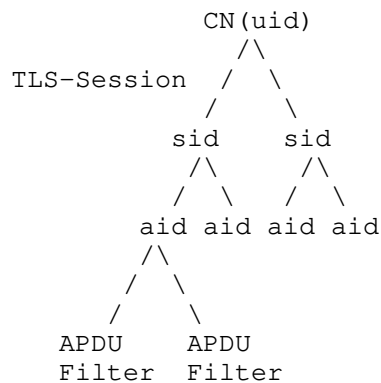 CN(uid)
TLS-Session
sid sid
aid aid aid aid
APDU APDU
Filter Filter